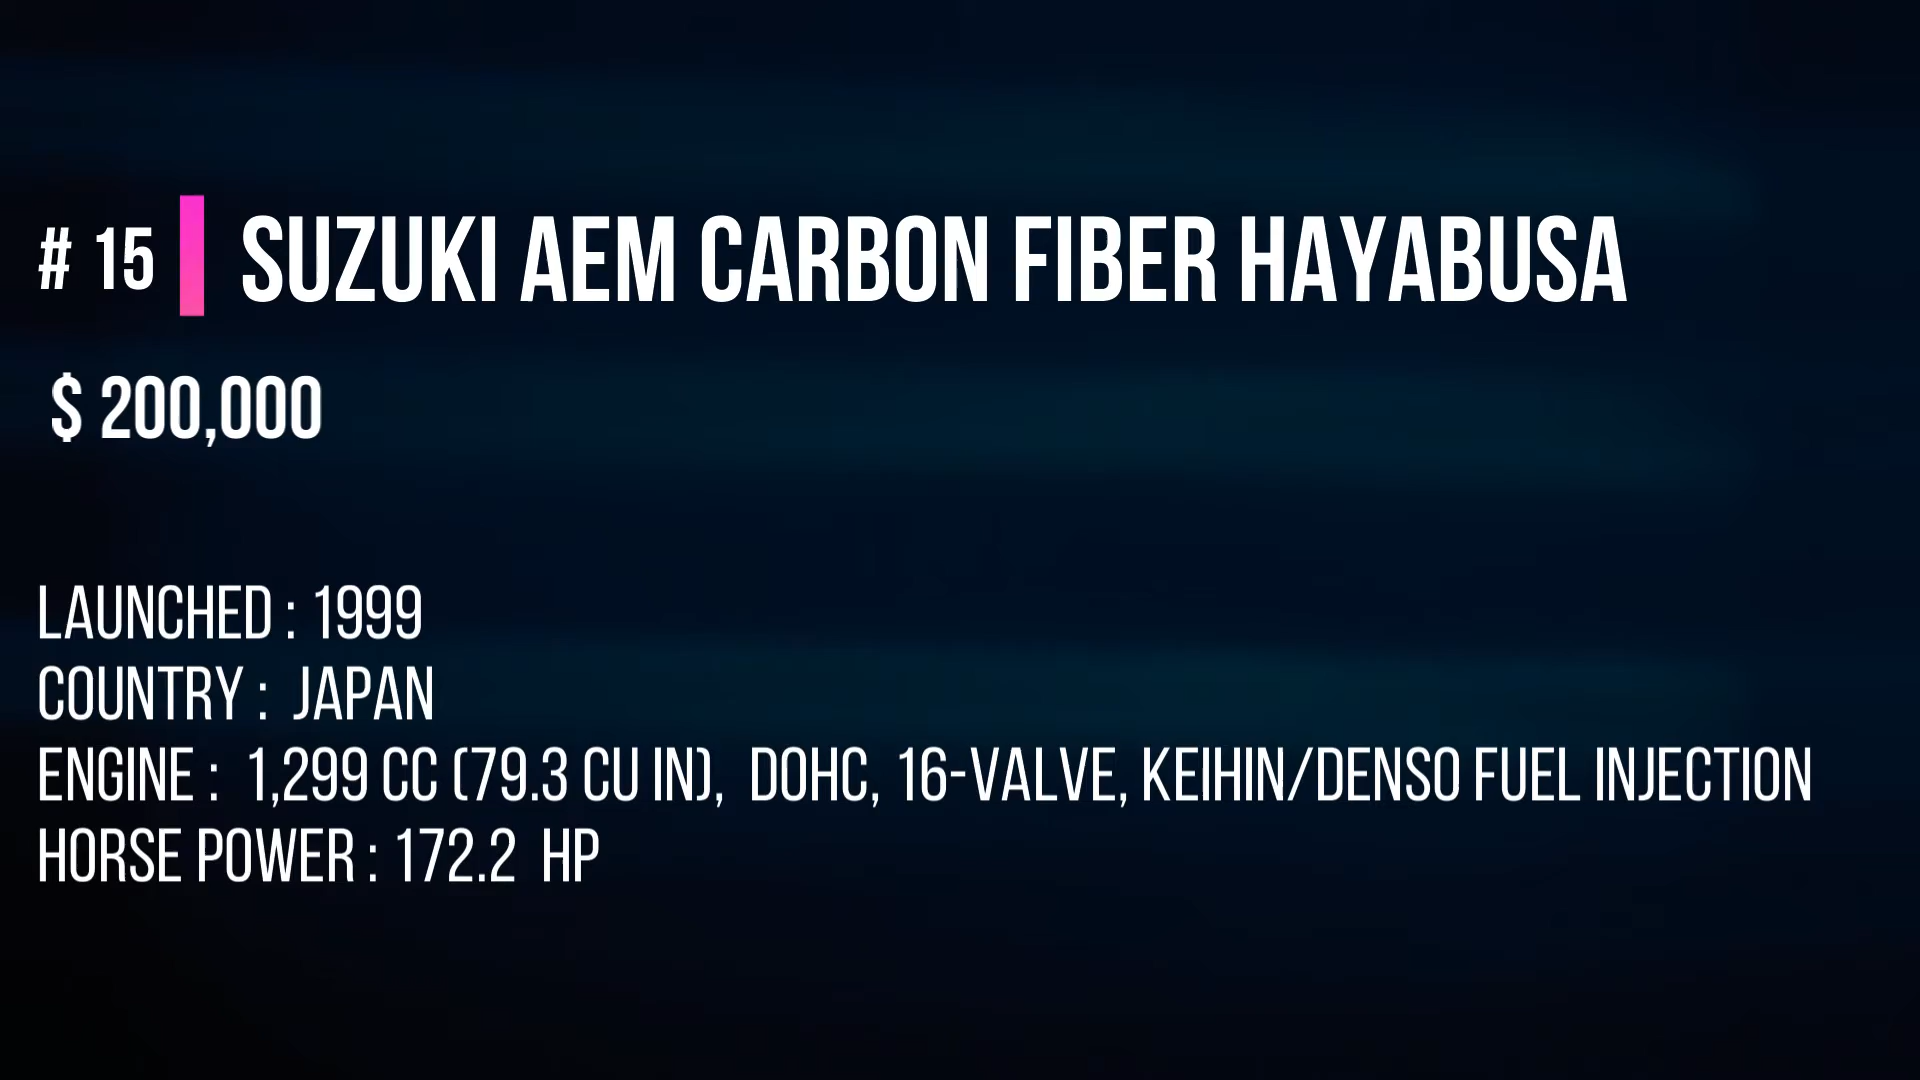 # 15 SUZUKI AEM CARBON FIBER HAYABUSA
$ 200,000
LAUNCHED : 1999
COUNTRY : JAPAN
ENGINE : 1,299 CC (79.3 CU IN), DOHC, 16-VALVE, KEIHIN/DENSO FUEL INJECTION
HORSE POWER : 172.2 HP